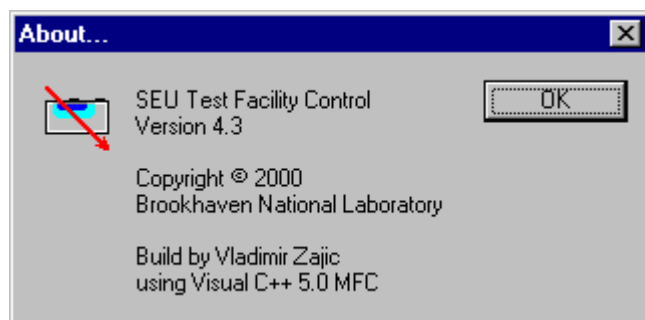 About...
SEU Test Facility Control
Version 4.3
OK
Copyright © 2000
Brookhaven National Laboratory
Build by Vladimir Zajic
using Visual C++ 5.0 MFC